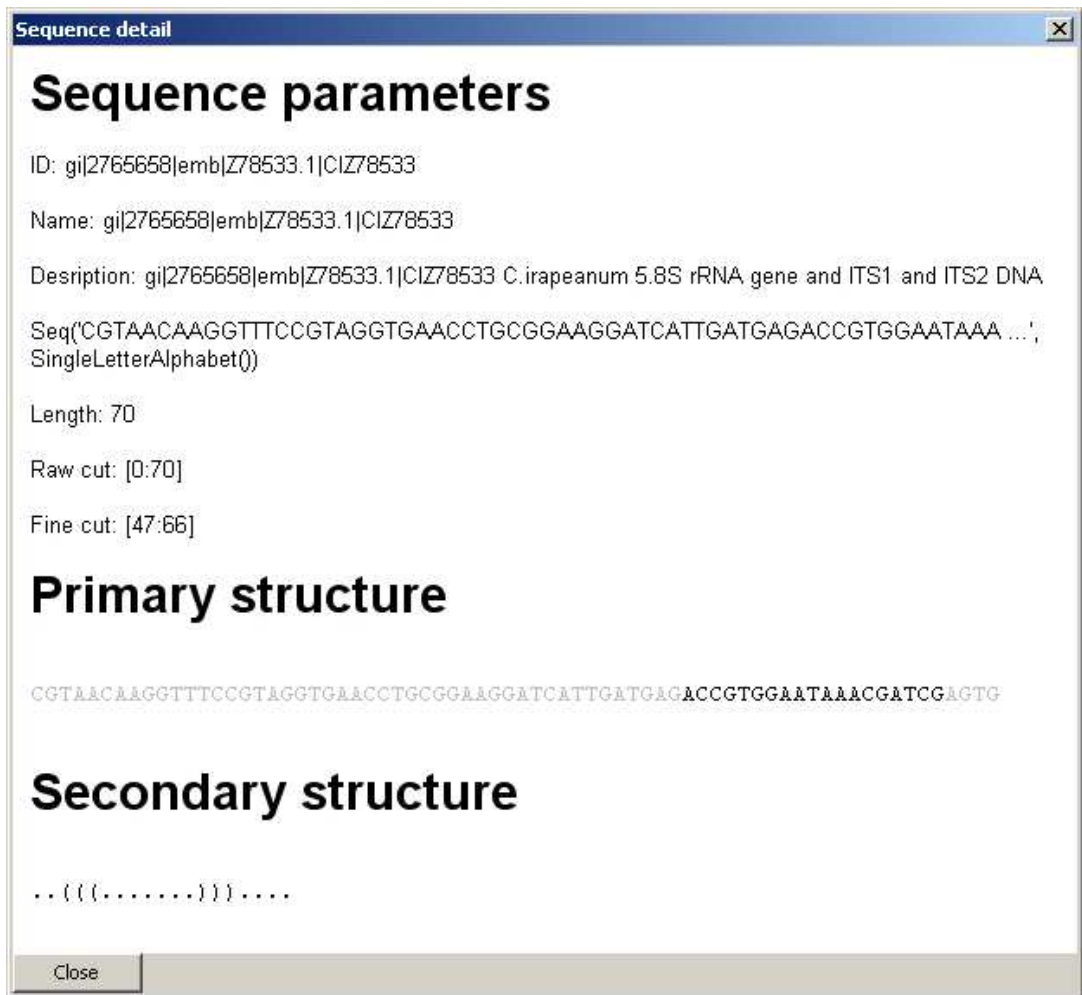 Sequence detail
Sequence parameters
ID: gi|2765658|emb|Z78533.1|CIZ78533
Name: gi|2765658|emb|Z78533.1|CIZ78533
Desription: gi|2765658|emb|Z78533.1|CIZ78533 C.irapeanum 5.8S rRNA gene and ITS1 and ITS2 DNA
Seq('CGTAACAAGGTTTCCGTAGGTGAACCTGCGGAAGGATCATTGATGAGACCGTGGAATAAA ...',
SingleLetterAlphabet())
Length: 70
Raw cut: [0:70]
Fine cut: [47:66]
Primary structure
CGTAACAAGGTTTCCGTAGGTGAACCTGCGGAAGGATCATTGATGAGACCGTGGAATAAACGATCGAGTG
Secondary structure
..(((.......)))....
Close